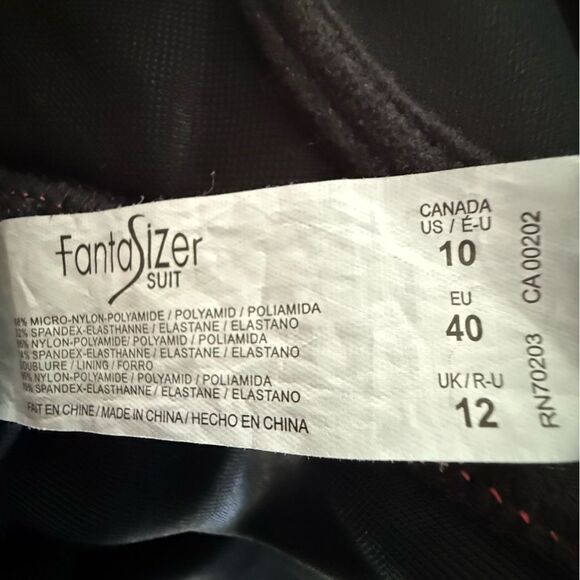 FantaSizer
SUIT
MICRO-NYLON-POLYAMIDE / POLYAMID / POLIAMIDA
32% SPANDEX-ELASTHANNE / ELASTANE / ELASTANO
NYLON-POLYAMIDE/ POLYAMID / POLIAMIDA
SPANDEX-ELASTHANNE / ELASTANE / ELASTANO
DOUBLURE / LINING / FORRO
NYLON-POLYAMIDE / POLYAMID / POLIAMIDA
SPANDEX-ELASTHANNE / ELASTANE / ELASTANO
FAIT EN CHINE / MADE IN CHINA / HECHO EN CHINA
CANADA
US / É-U
10
EU
40
UK/R-U
12
RN70203 CA 00202